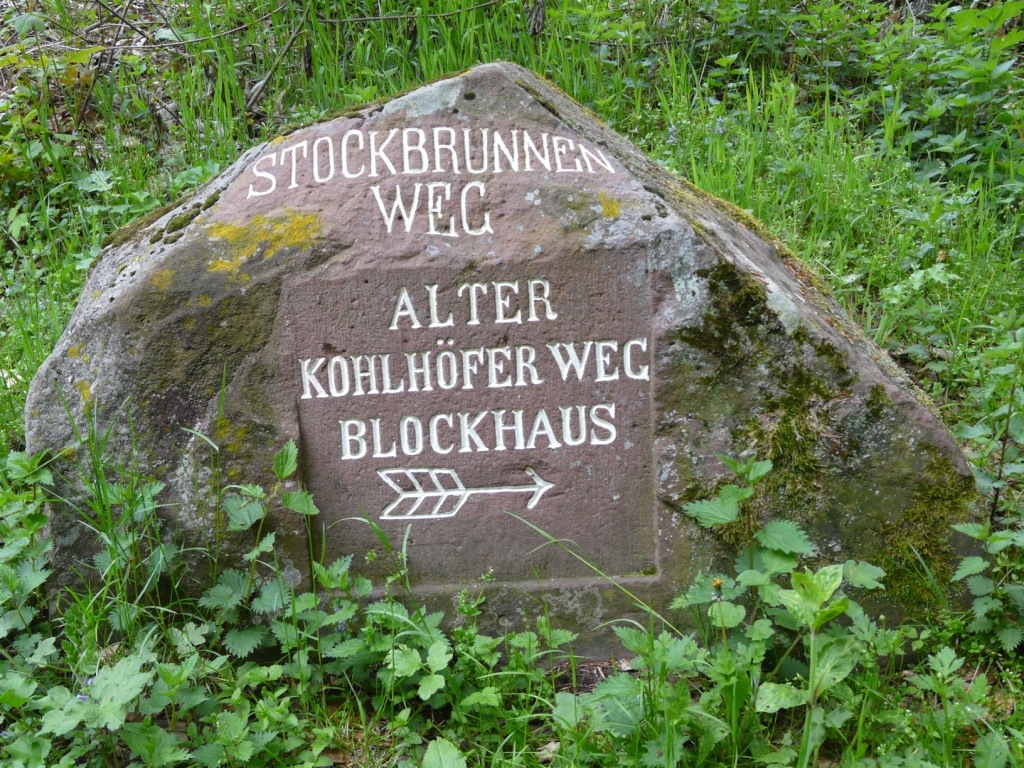 STOCKBRUNNEN
WEG
ALTER
KOHLHÖFER WEG
BLOCKHAUS